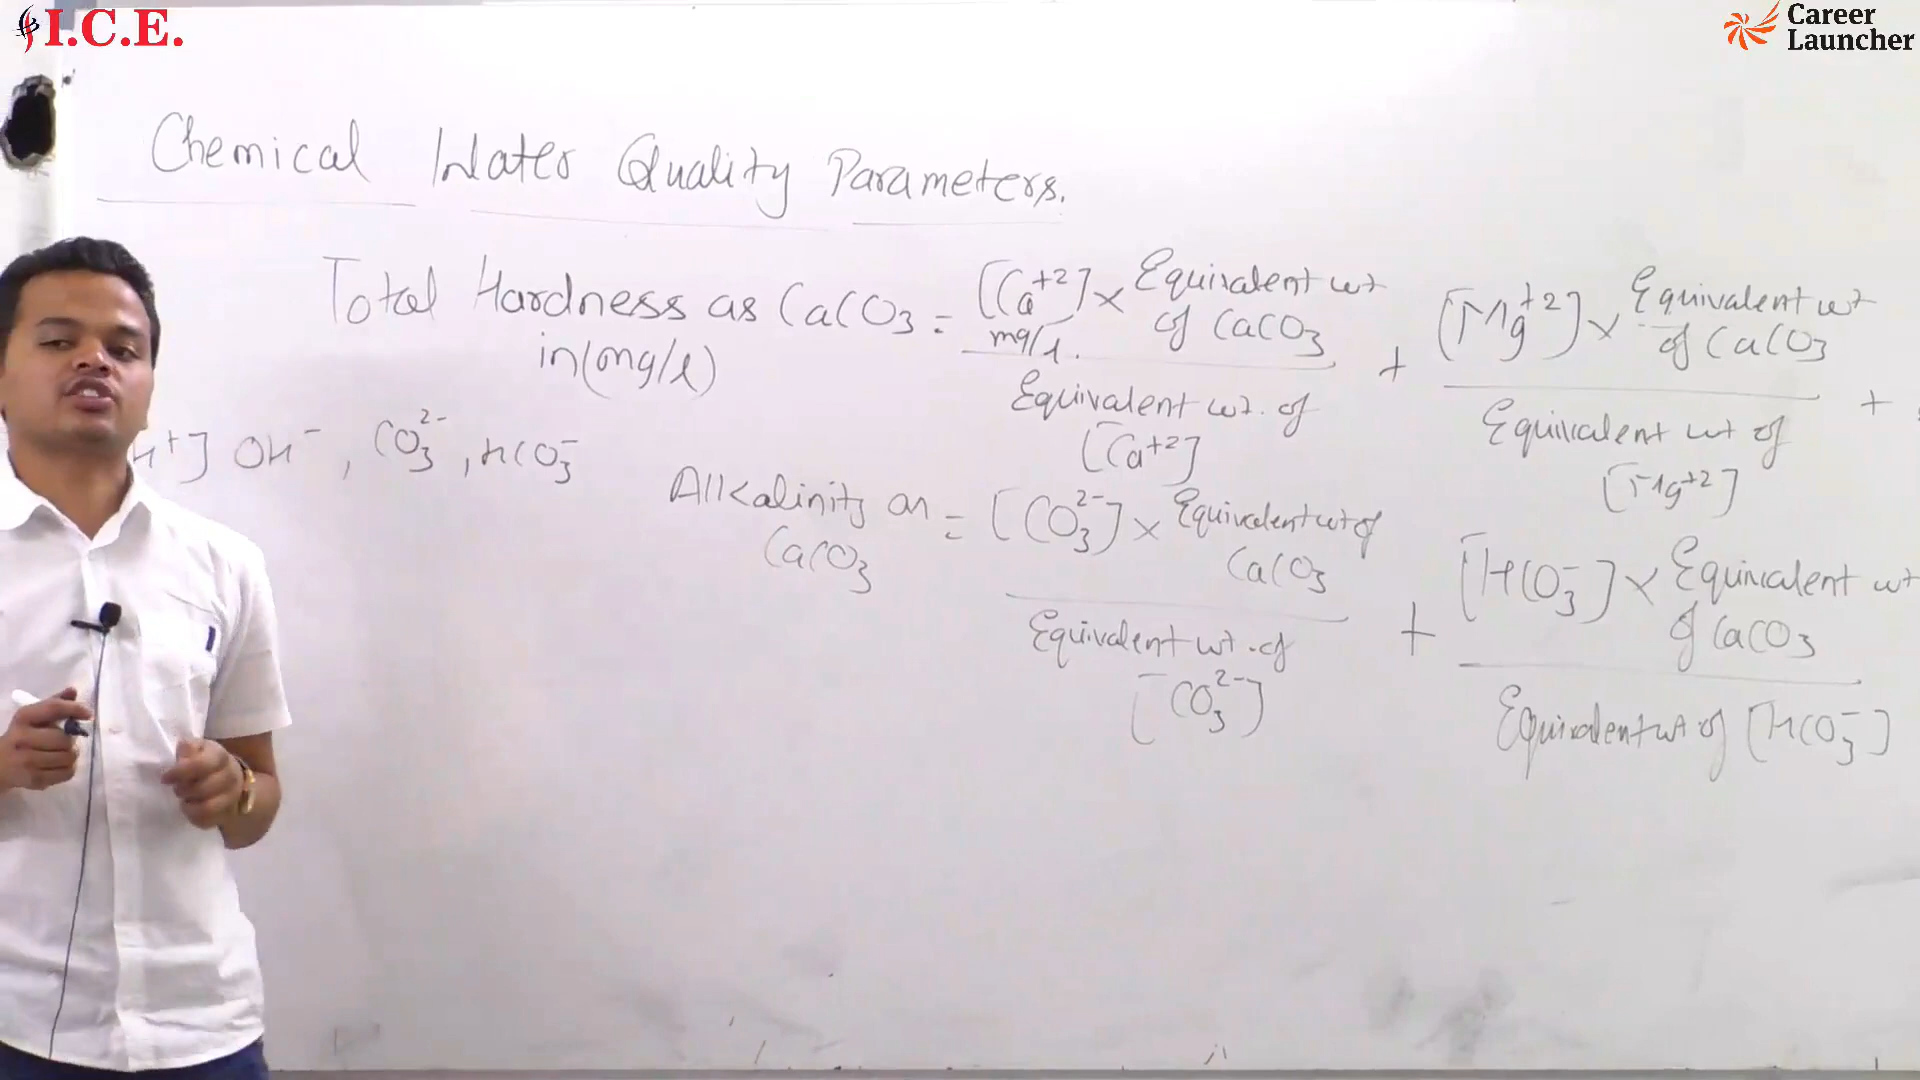 I.C.E.
Career
Launcher
Chemical Water Quality Parameters.
Total Hardness as CaCO3 = [Ca+2] mg/l. × Equivalent wt of CaCO3 + [Mg+2] × Equivalent wt of CaCO3 +
in (mg/l)
Equivalent wt. of [Ca+2]
Equivalent wt of [Mg+2]
H+] OH-, CO3 2-, HCO3-
Alkalinity as CaCO3 = [CO3 2-] × Equivalent wt of CaCO3 + [HCO3-] × Equivalent wt of CaCO3
Equivalent wt. of [CO3 2-]
Equivalent wt of [HCO3-]